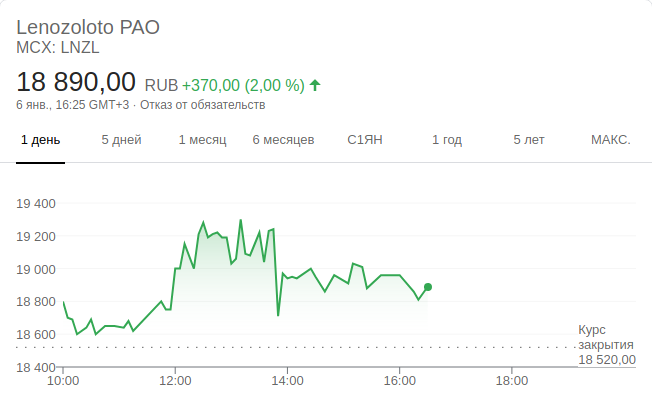 Lenozoloto PAO
MCX: LNZL
18 890,00 RUB +370,00 (2,00 %)
6 янв., 16:25 GMT+3 · Отказ от обязательств
1 день 5 дней 1 месяц 6 месяцев С1ЯН 1 год 5 лет МАКС.
19 400
19 200
19 000
18 800
18 600
Курс
закрытия
18 520,00
18 400
10:00 12:00 14:00 16:00 18:00